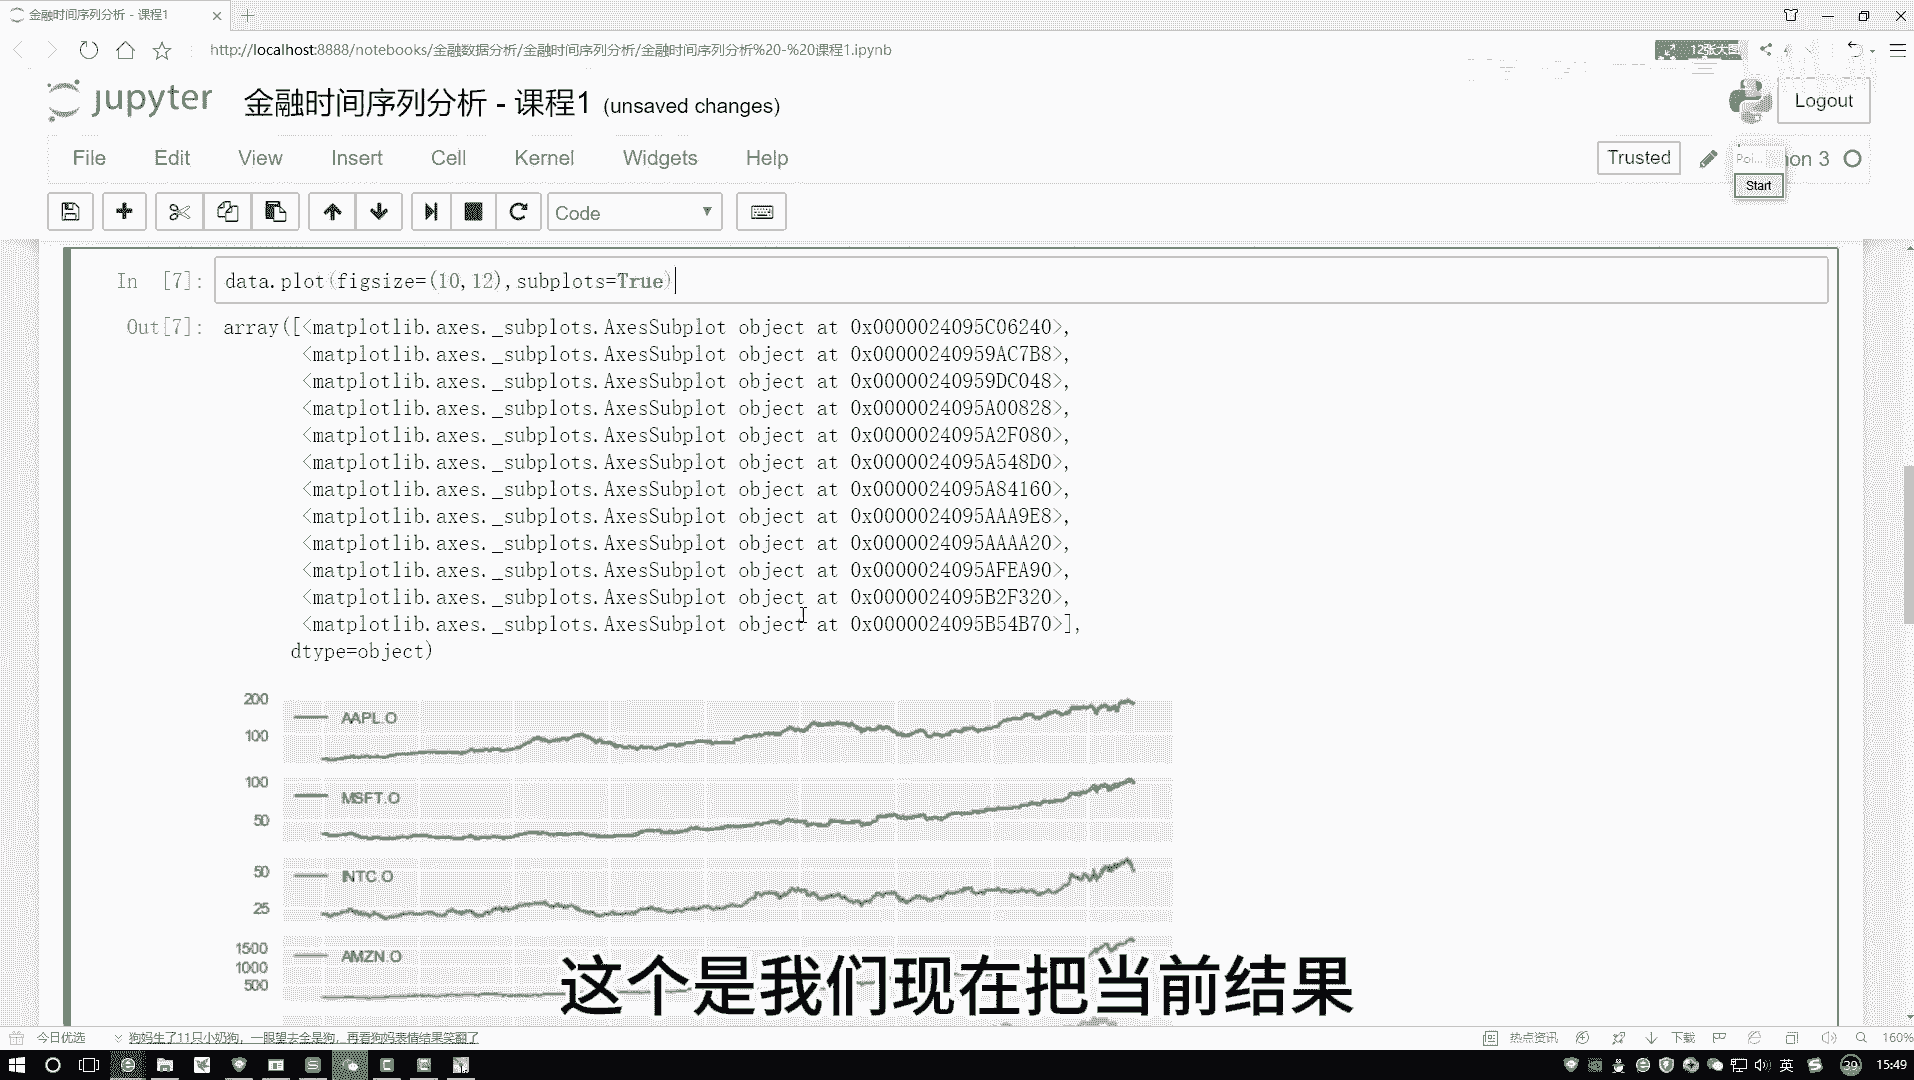 金融时间序列分析 - 课程1
http://localhost:8888/notebooks/金融数据分析/金融时间序列分析/金融时间序列分析%20-%20课程1.ipynb
12张大图
jupyter 金融时间序列分析 - 课程1 (unsaved changes)
Logout
File Edit View Insert Cell Kernel Widgets Help
Trusted
Poi... on 3
Start
Code
In [7]: data.plot(figsize=(10,12),subplots=True)
Out[7]: array([<matplotlib.axes._subplots.AxesSubplot object at 0x0000024095C06240>,
<matplotlib.axes._subplots.AxesSubplot object at 0x00000240959AC7B8>,
<matplotlib.axes._subplots.AxesSubplot object at 0x00000240959DC048>,
<matplotlib.axes._subplots.AxesSubplot object at 0x0000024095A00828>,
<matplotlib.axes._subplots.AxesSubplot object at 0x0000024095A2F080>,
<matplotlib.axes._subplots.AxesSubplot object at 0x0000024095A548D0>,
<matplotlib.axes._subplots.AxesSubplot object at 0x0000024095A84160>,
<matplotlib.axes._subplots.AxesSubplot object at 0x0000024095AAA9E8>,
<matplotlib.axes._subplots.AxesSubplot object at 0x0000024095AAAA20>,
<matplotlib.axes._subplots.AxesSubplot object at 0x0000024095AFEA90>,
<matplotlib.axes._subplots.AxesSubplot object at 0x0000024095B2F320>,
<matplotlib.axes._subplots.AxesSubplot object at 0x0000024095B54B70>],
dtype=object)
200
AAPL.O
100
100
MSFT.O
50
50
INTC.O
25
1500
AMZN.O
1000
500
这个是我们现在把当前结果
今日优选
狗妈生了11只小奶狗，一眼望去全是狗，再看狗妈表情结果笑翻了
热点资讯
下载
160%
英
39
15:49